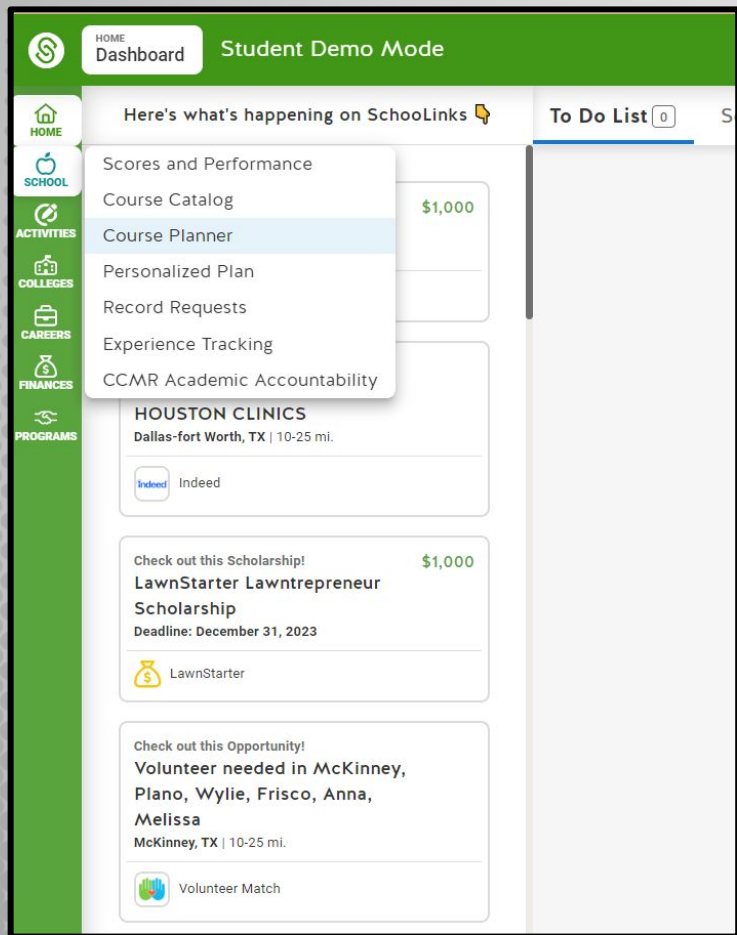 HOME
Dashboard
Student Demo Mode
HOME
SCHOOL
ACTIVITIES
COLLEGES
CAREERS
FINANCES
PROGRAMS
Here's what's happening on SchooLinks 👇
To Do List 0
Scores and Performance
Course Catalog
Course Planner
Personalized Plan
Record Requests
Experience Tracking
CCMR Academic Accountability
$1,000
HOUSTON CLINICS
Dallas-fort Worth, TX | 10-25 mi.
indeed Indeed
Check out this Scholarship!
$1,000
LawnStarter Lawntrepreneur
Scholarship
Deadline: December 31, 2023
LawnStarter
Check out this Opportunity!
Volunteer needed in McKinney,
Plano, Wylie, Frisco, Anna,
Melissa
McKinney, TX | 10-25 mi.
Volunteer Match